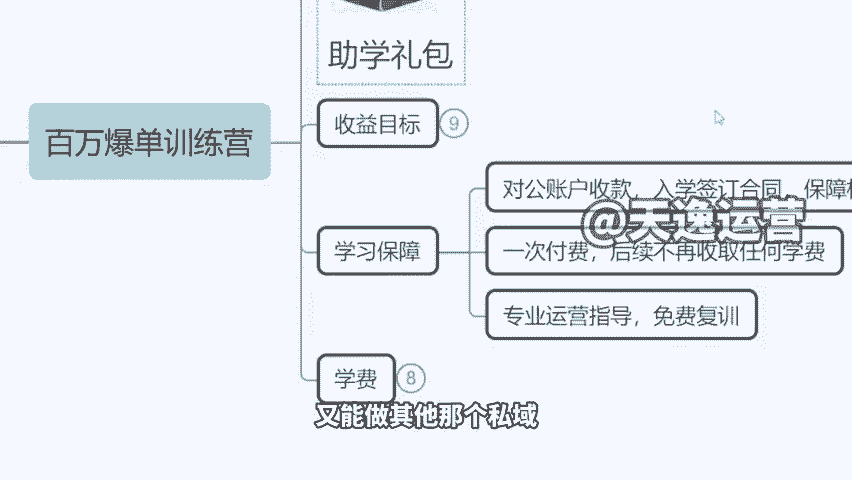 助学礼包
收益目标
9
百万爆单训练营
对公账户收款，入学签订合同，保障
@天逸运营
学习保障
一次付费，后续不再收取任何学费
专业运营指导，免费复训
学费
8
又能做其他那个私域